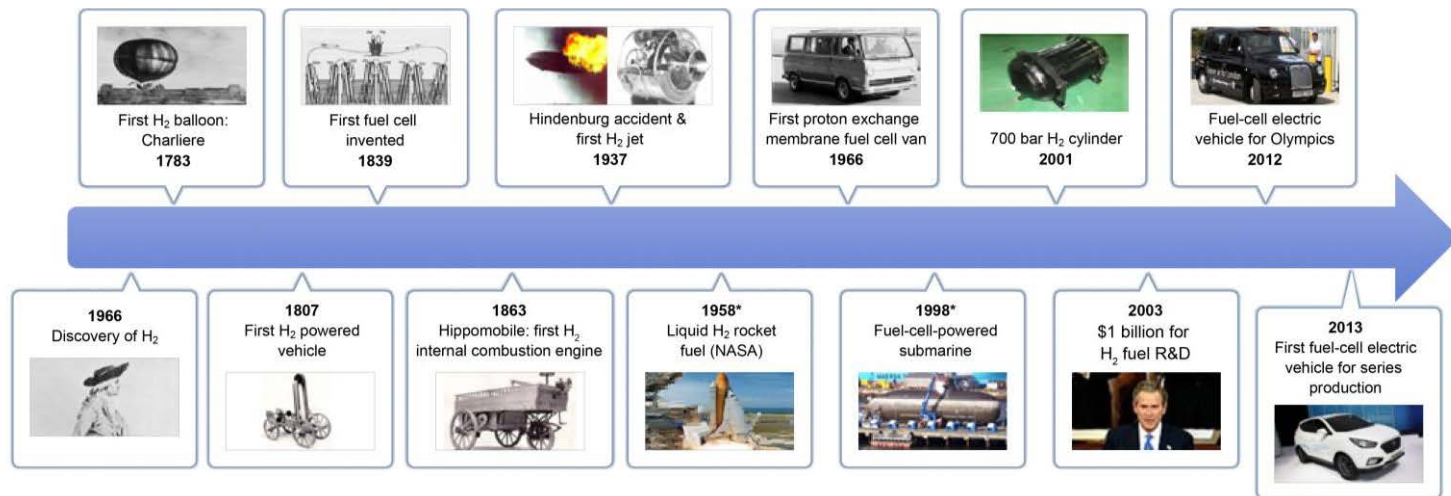 First H₂ balloon:
Charliere
1783
First fuel cell
invented
1839
Hindenburg accident &
first H₂ jet
1937
First proton exchange
membrane fuel cell van
1966
700 bar H₂ cylinder
2001
Fuel-cell electric
vehicle for Olympics
2012
1966
Discovery of H₂
1807
First H₂ powered
vehicle
1863
Hippomobile: first H₂
internal combustion engine
1958*
Liquid H₂ rocket
fuel (NASA)
1998*
Fuel-cell-powered
submarine
2003
$1 billion for
H₂ fuel R&D
2013
First fuel-cell electric
vehicle for series
production